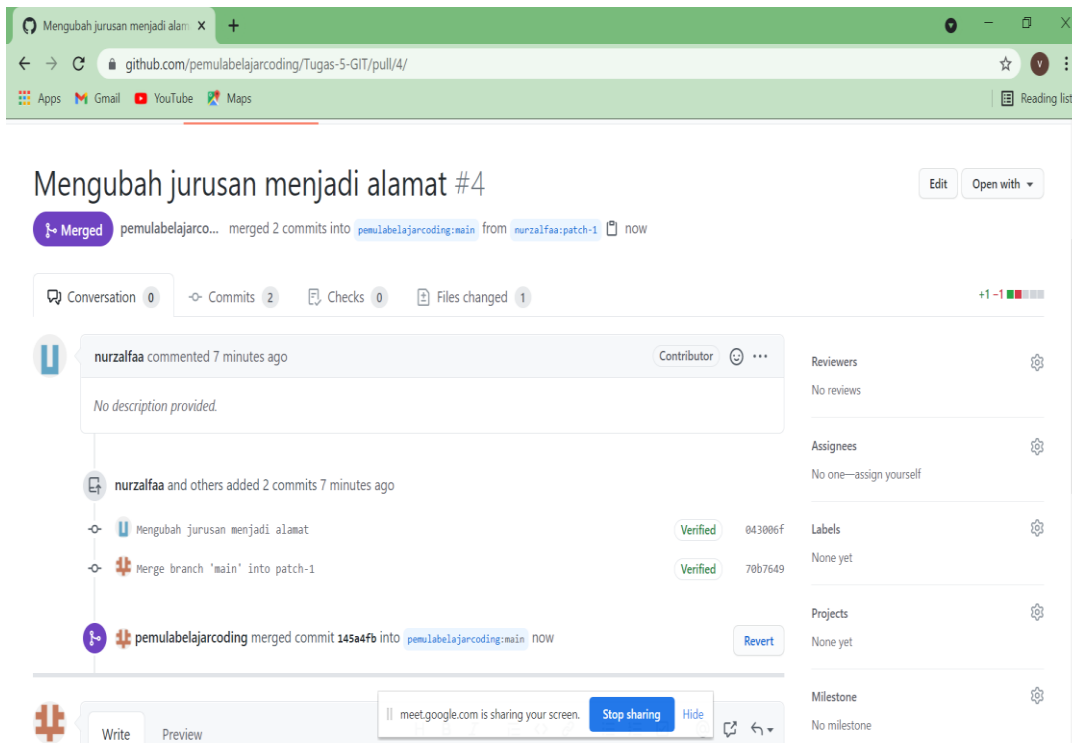 Mengubah jurusan menjadi alam
github.com/pemulabelajarcoding/Tugas-5-GIT/pull/4/
V
Apps Gmail YouTube Maps Reading list
Mengubah jurusan menjadi alamat #4
Edit Open with
Merged pemulabelajarco... merged 2 commits into pemulabelajarcoding:main from nurzalfaa:patch-1 now
Conversation 0 Commits 2 Checks 0 Files changed 1 +1 −1
nurzalfaa commented 7 minutes ago Contributor
No description provided.
nurzalfaa and others added 2 commits 7 minutes ago
Mengubah jurusan menjadi alamat Verified 043006f
Merge branch 'main' into patch-1 Verified 70b7649
pemulabelajarcoding merged commit 145a4fb into pemulabelajarcoding:main now Revert
Reviewers
No reviews
Assignees
No one—assign yourself
Labels
None yet
Projects
None yet
Milestone
No milestone
Write Preview
meet.google.com is sharing your screen. Stop sharing Hide